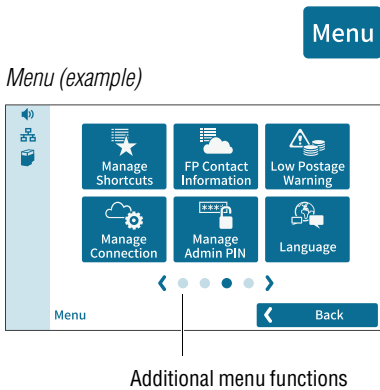 Menu
Menu (example)
Manage
Shortcuts
FP Contact
Information
Low Postage
Warning
Manage
Connection
****
Manage
Admin PIN
Language
Menu
Back
Additional menu functions